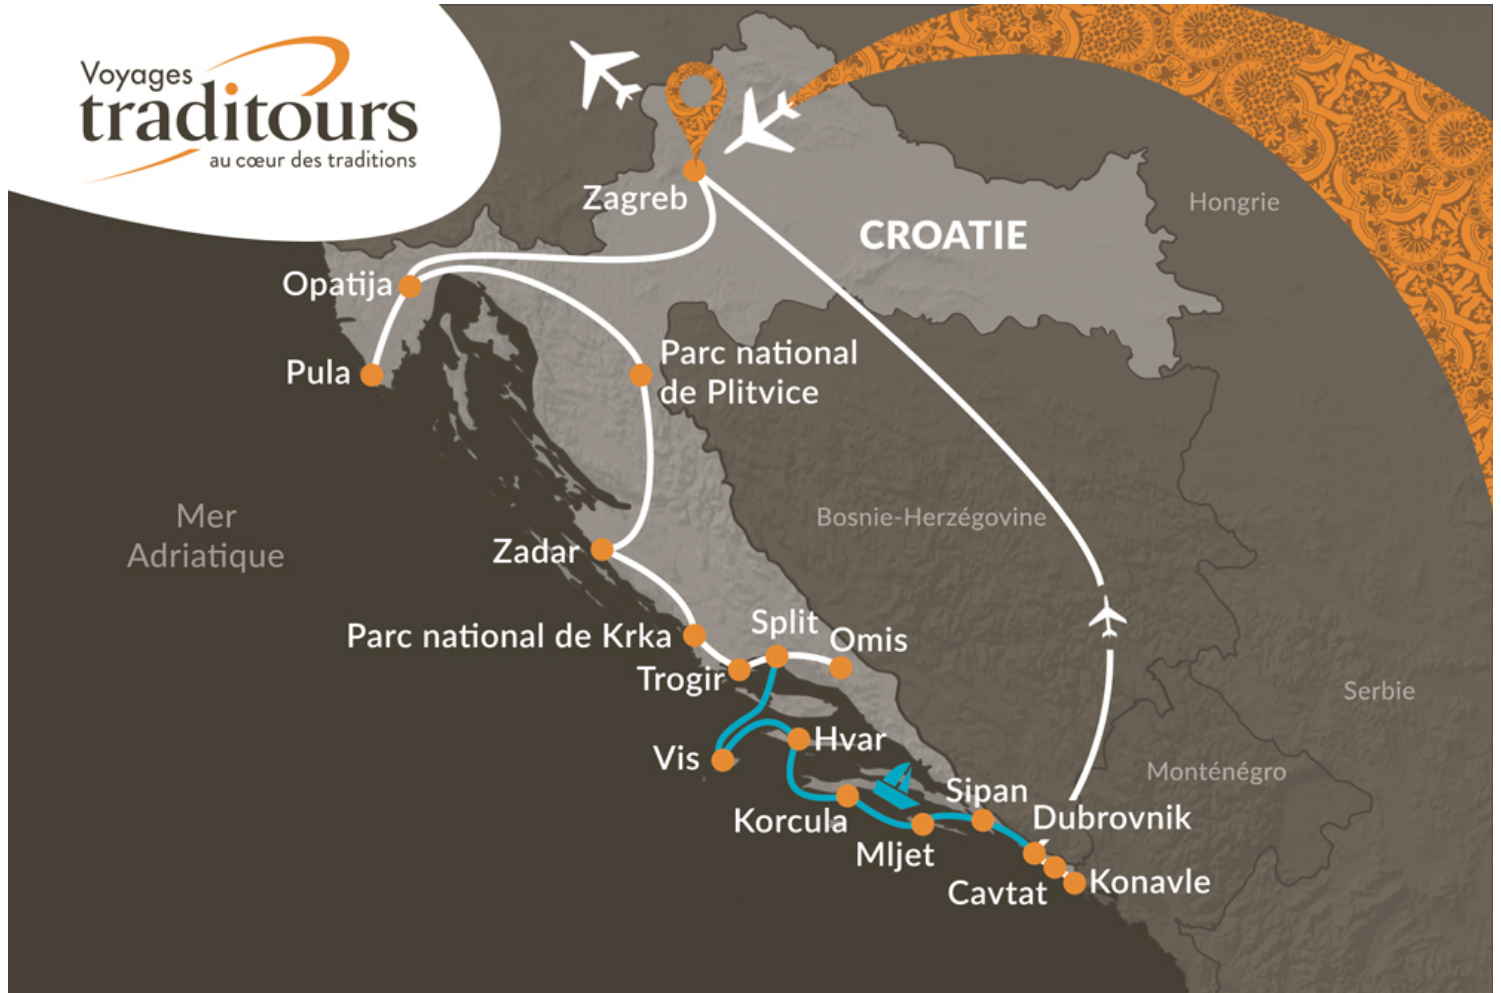 Voyages
traditours
au cœur des traditions
Zagreb
CROATIE
Hongrie
Opatija
Pula
Parc national
de Plitvice
Mer
Adriatique
Bosnie-Herzégovine
Zadar
Parc national de Krka
Split
Omis
Trogir
Serbie
Vis
Hvar
Monténégro
Sipan
Korcula
Dubrovnik
Mljet
Cavtat
Konavle